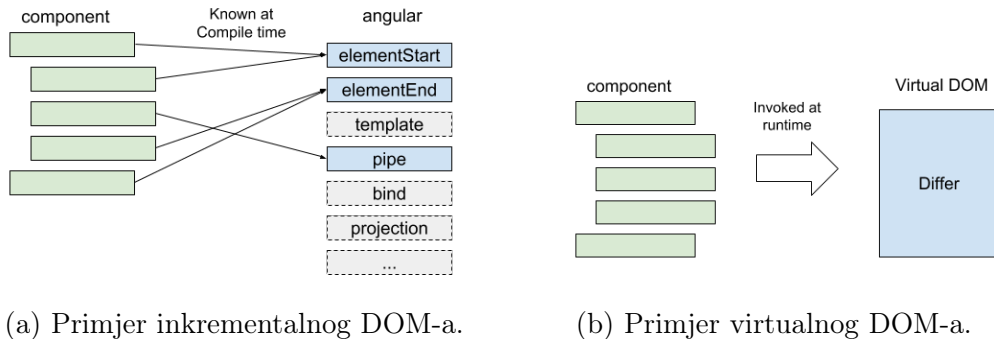 component
Known at
Compile time
angular
elementStart
elementEnd
template
pipe
bind
projection
...
component
Invoked at
runtime
Virtual DOM
Differ
(a) Primjer inkrementalnog DOM-a.
(b) Primjer virtualnog DOM-a.